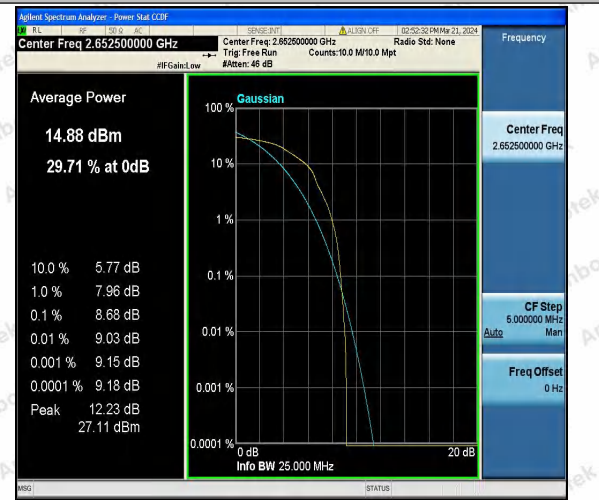 Agilent Spectrum Analyzer - Power Stat CCDF
RL RF 50 Ω AC SENSE:INT ALIGN OFF 02:52:32 PM Mar 21, 2024
Center Freq 2.652500000 GHz
Center Freq: 2.652500000 GHz Radio Std: None
Trig: Free Run Counts:10.0 M/10.0 Mpt
#IFGain:Low #Atten: 46 dB
Frequency
Average Power
14.88 dBm
29.71 % at 0dB
10.0 % 5.77 dB
1.0 % 7.96 dB
0.1 % 8.68 dB
0.01 % 9.03 dB
0.001 % 9.15 dB
0.0001 % 9.18 dB
Peak 12.23 dB
27.11 dBm
Gaussian
100 %
10 %
1 %
0.1 %
0.01 %
0.001 %
0.0001 %
0 dB 20 dB
Info BW 25.000 MHz
Center Freq
2.652500000 GHz
CF Step
5.000000 MHz
Auto Man
Freq Offset
0 Hz
MSG STATUS